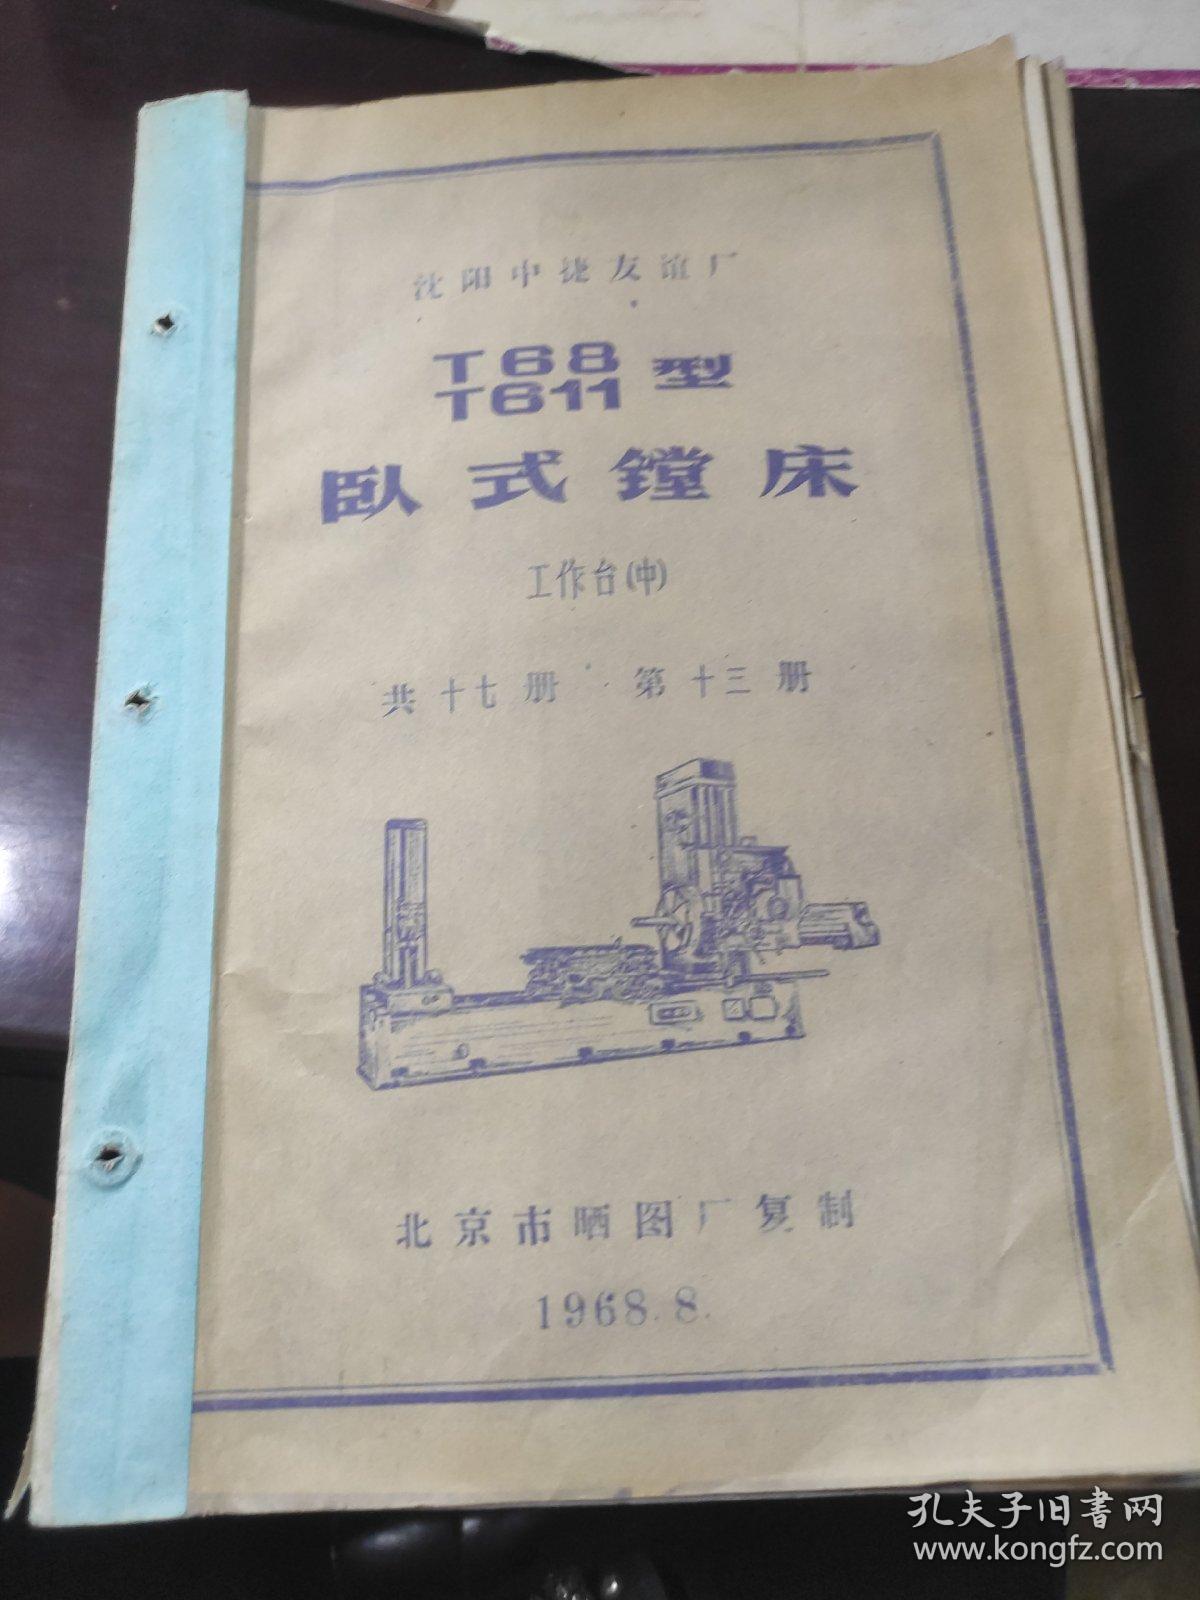 沈阳中捷友谊厂
T68
T611 型
卧式镗床
工作台(中)
共十七册 第十三册
北京市晒图厂复制
1968.8.
孔夫子旧书网
www.kongfz.com